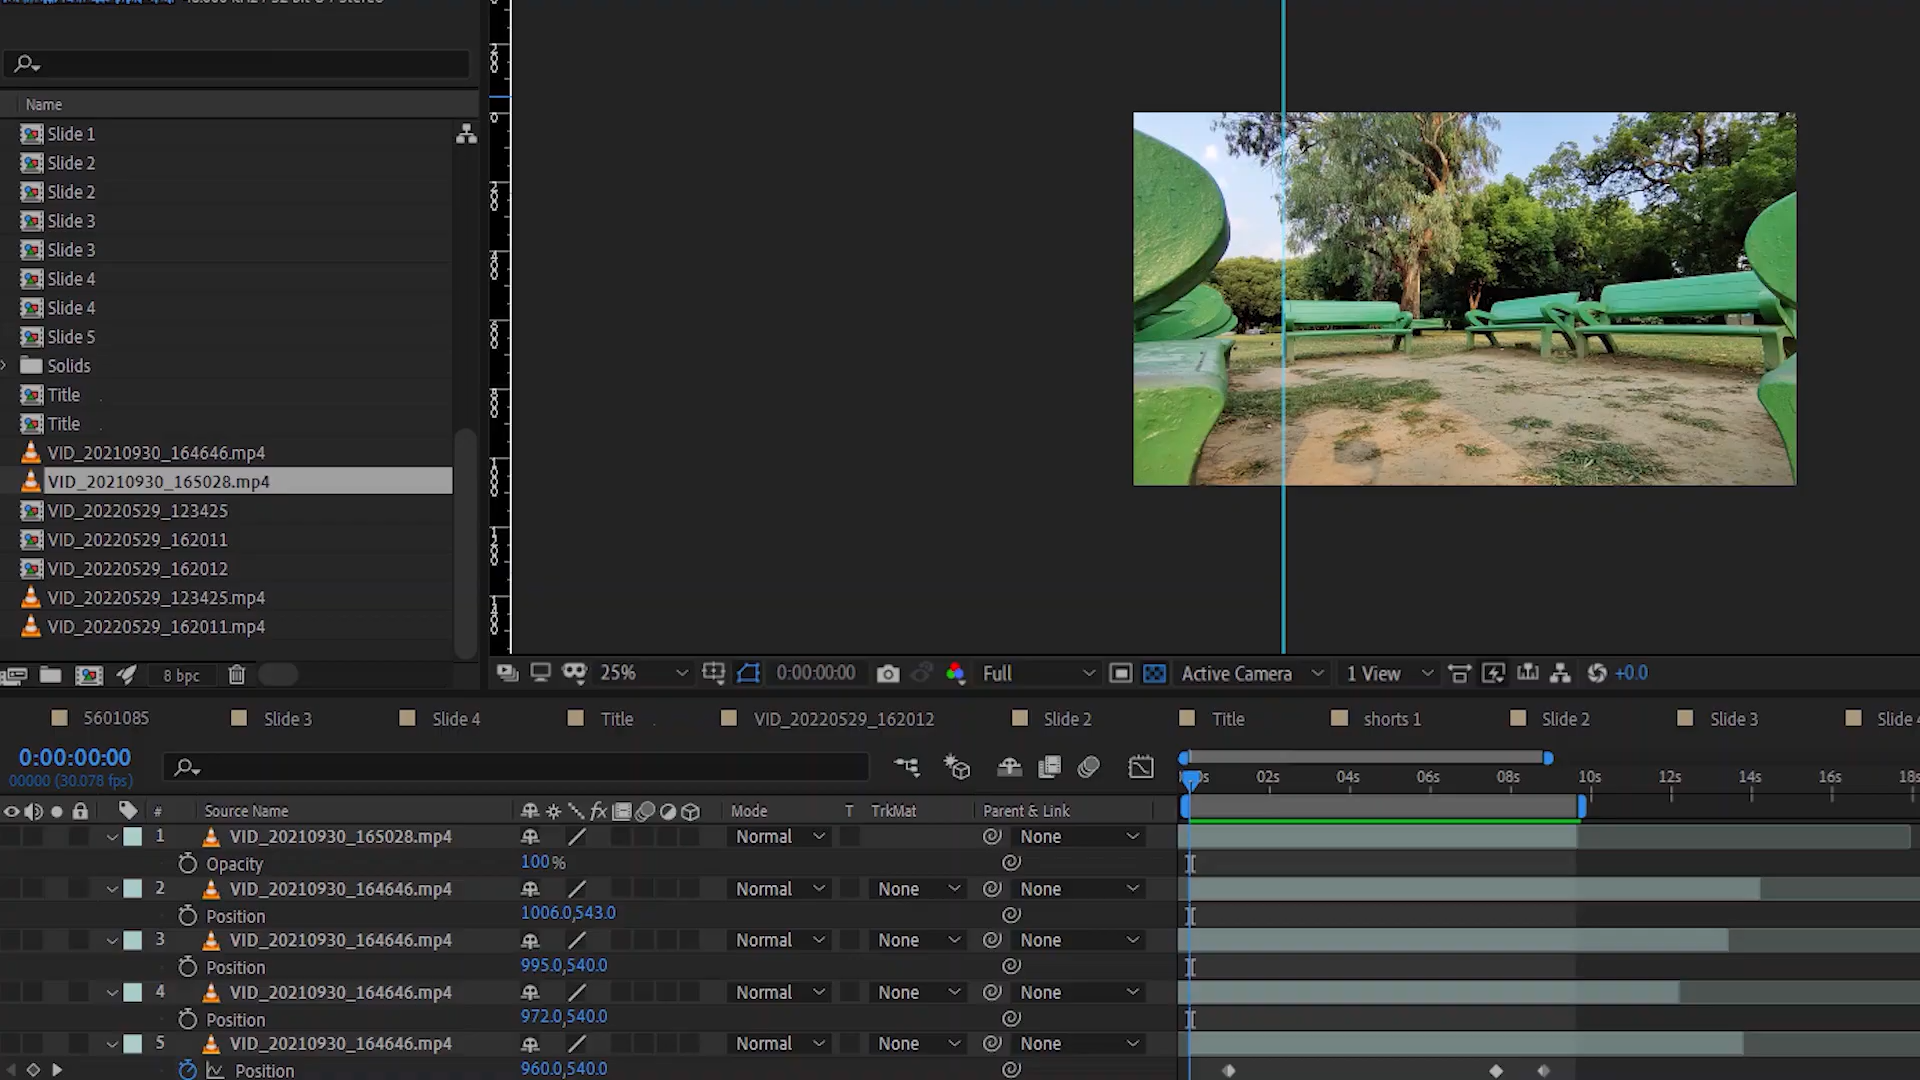 Name
Slide 1
Slide 2
Slide 2
Slide 3
Slide 3
Slide 4
Slide 4
Slide 5
Solids
Title
Title
VID_20210930_164646.mp4
VID_20210930_165028.mp4
VID_20220529_123425
VID_20220529_162011
VID_20220529_162012
VID_20220529_123425.mp4
VID_20220529_162011.mp4
8 bpc
25% 0:00:00:00 Full Active Camera 1 View +0.0
5601085 Slide 3 Slide 4 Title VID_20220529_162012 Slide 2 Title shorts 1 Slide 2 Slide 3 Slide 4
0:00:00:00
00000 (30.078 fps)
02s 04s 06s 08s 10s 12s 14s 16s 18s
# Source Name fx Mode T TrkMat Parent & Link
1 VID_20210930_165028.mp4 Normal None
Opacity 100%
2 VID_20210930_164646.mp4 Normal None None
Position 1006.0,543.0
3 VID_20210930_164646.mp4 Normal None None
Position 995.0,540.0
4 VID_20210930_164646.mp4 Normal None None
Position 972.0,540.0
5 VID_20210930_164646.mp4 Normal None None
Position 960.0,540.0